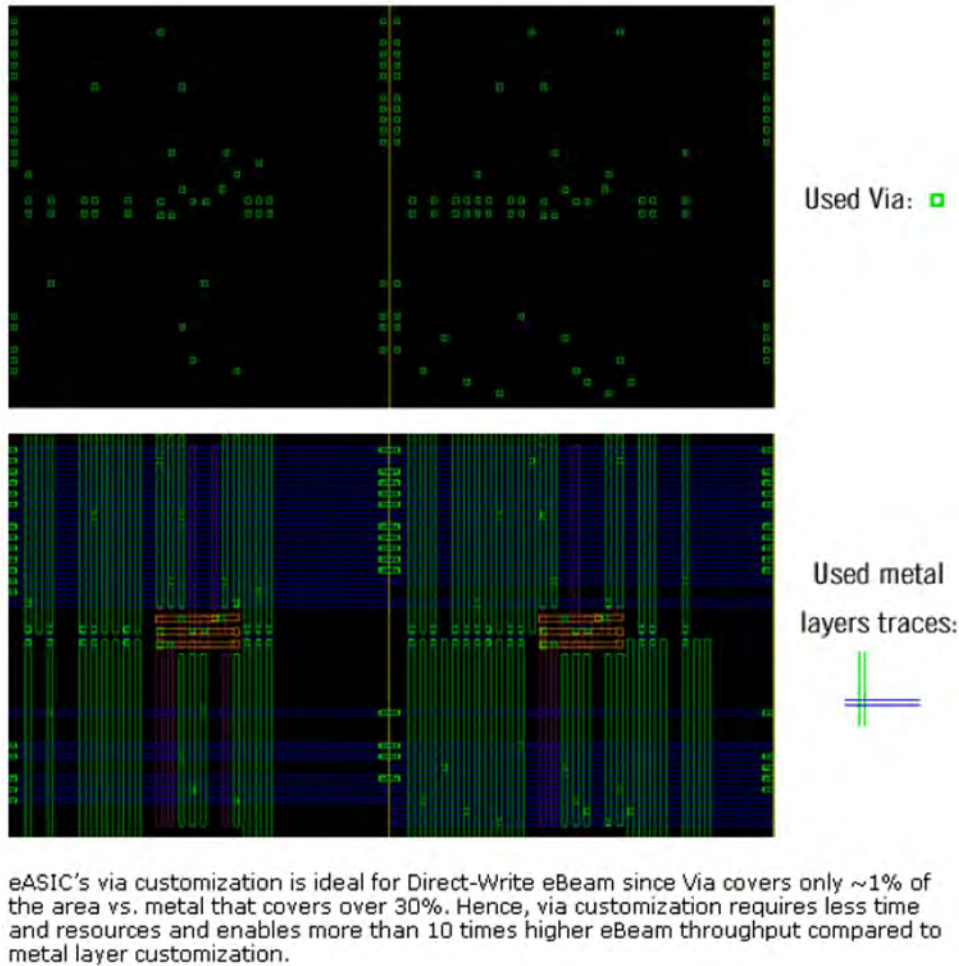 Used Via:
Used metal
layers traces:
eASIC's via customization is ideal for Direct-Write eBeam since Via covers only ~1% of
the area vs. metal that covers over 30%. Hence, via customization requires less time
and resources and enables more than 10 times higher eBeam throughput compared to
metal layer customization.